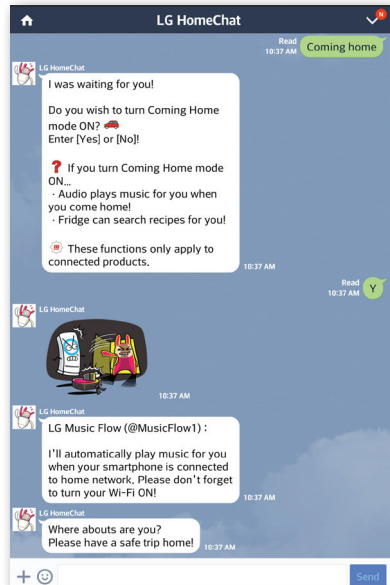 LG HomeChat
N
Read
10:37 AM
Coming home
LG HomeChat
I was waiting for you!
Do you wish to turn Coming Home
mode ON?
Enter [Yes] or [No]!
If you turn Coming Home mode
ON...
· Audio plays music for you when
you come home!
· Fridge can search recipes for you!
These functions only apply to
connected products.
10:37 AM
Read
10:37 AM
Y
LG HomeChat
10:37 AM
LG HomeChat
LG Music Flow (@MusicFlow1) :
I'll automatically play music for you
when your smartphone is connected
to home network. Please don't forget
to turn your Wi-Fi ON!
10:37 AM
LG HomeChat
Where abouts are you?
Please have a safe trip home!
10:37 AM
Send